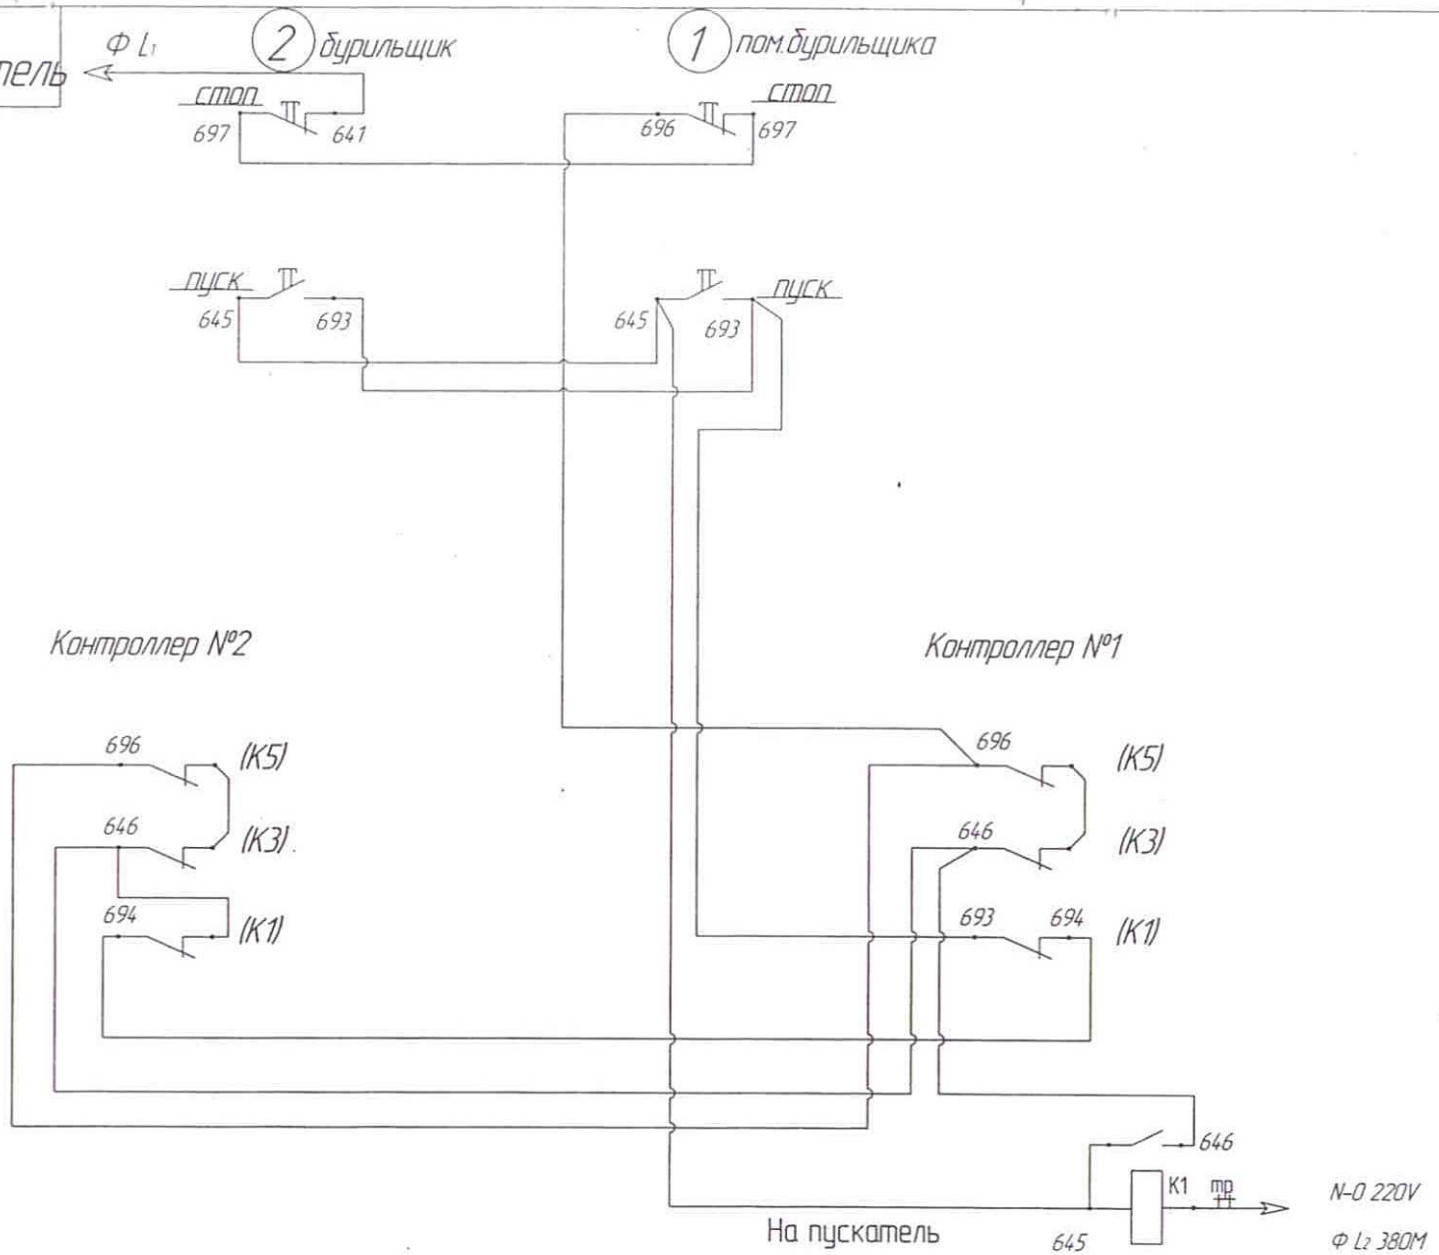 Ф L₁
2 бурильщик
1 пом.бурильщика
тель
стоп
стоп
697
641
696
697
пуск
пуск
645
693
645
693
Контроллер №2
Контроллер №1
696
(К5)
696
(К5)
646
(К3)
646
(К3)
694
(К1)
693
694
(К1)
646
К1
тр
N-0 220V
На пускатель
645
Ф L₂ 380М